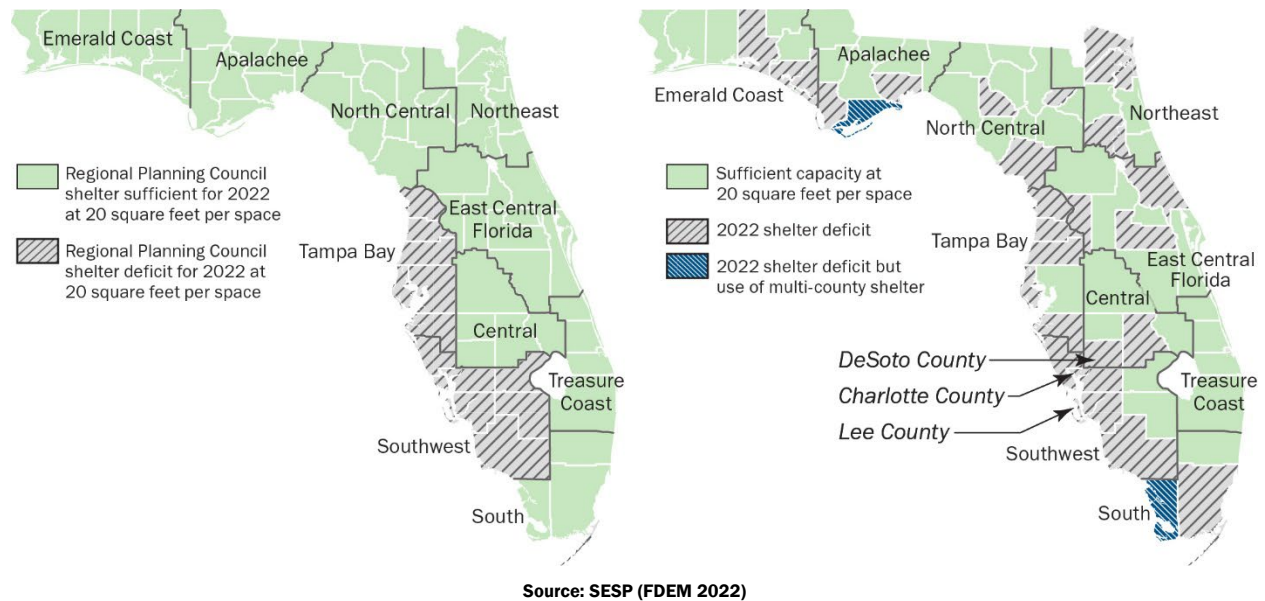 Emerald Coast
Apalachee
North Central
Northeast
Regional Planning Council
shelter sufficient for 2022
at 20 square feet per space
Regional Planning Council
shelter deficit for 2022 at
20 square feet per space
East Central
Florida
Tampa Bay
Central
Treasure
Coast
Southwest
South
Apalachee
Emerald Coast
Northeast
North Central
Sufficient capacity at
20 square feet per space
2022 shelter deficit
2022 shelter deficit but
use of multi-county shelter
Tampa Bay
East Central
Florida
Central
DeSoto County
Charlotte County
Lee County
Treasure
Coast
Southwest
South
Source: SESP (FDEM 2022)